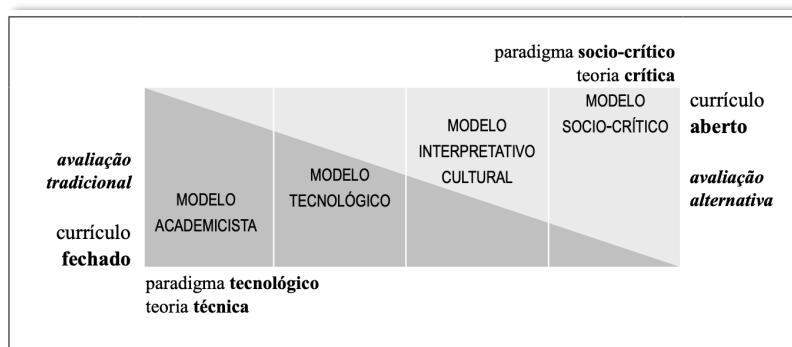 paradigma socio-crítico
teoria crítica
avaliação
tradicional
currículo
fechado
MODELO
ACADEMICISTA
MODELO
TECNOLÓGICO
MODELO
INTERPRETATIVO
CULTURAL
MODELO
SOCIO-CRÍTICO
currículo
aberto
avaliação
alternativa
paradigma tecnológico
teoria técnica